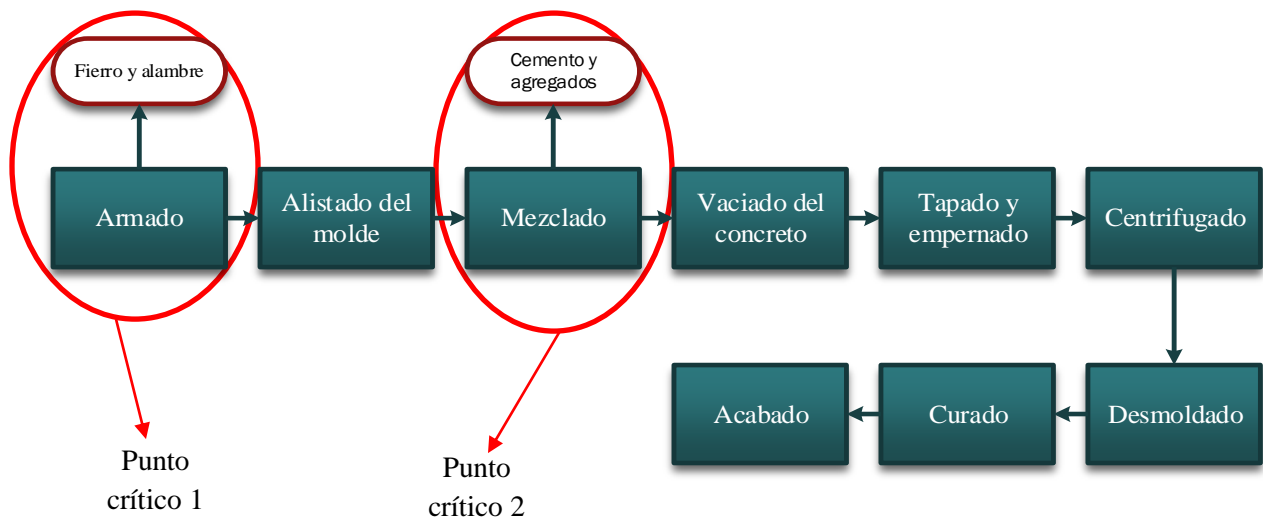 Fierro y alambre
Cemento y
agregados
Armado
Alistado del
molde
Mezclado
Vaciado del
concreto
Tapado y
empernado
Centrifugado
Acabado
Curado
Desmoldado
Punto
crítico 1
Punto
crítico 2